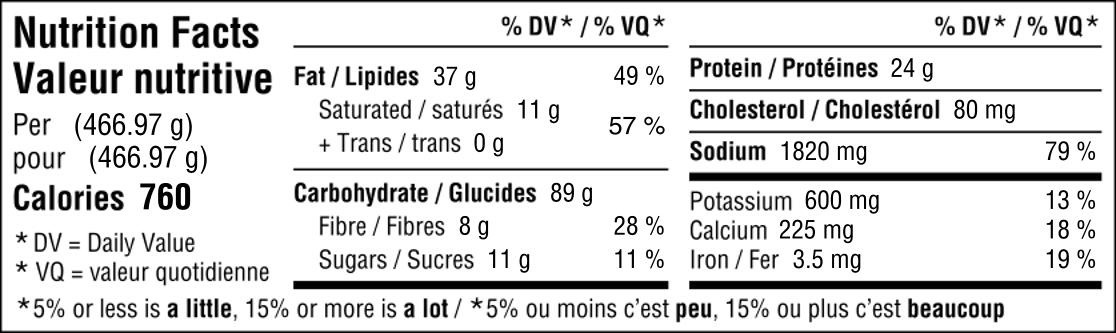 Nutrition Facts
Valeur nutritive
Per (466.97 g)
pour (466.97 g)
Calories 760
* DV = Daily Value
* VQ = valeur quotidienne
% DV* / % VQ*
Fat / Lipides 37 g 49 %
Saturated / saturés 11 g
57 %
+ Trans / trans 0 g
Carbohydrate / Glucides 89 g
Fibre / Fibres 8 g 28 %
Sugars / Sucres 11 g 11 %
% DV* / % VQ*
Protein / Protéines 24 g
Cholesterol / Cholestérol 80 mg
Sodium 1820 mg 79 %
Potassium 600 mg 13 %
Calcium 225 mg 18 %
Iron / Fer 3.5 mg 19 %
*5% or less is a little, 15% or more is a lot / *5% ou moins c’est peu, 15% ou plus c’est beaucoup